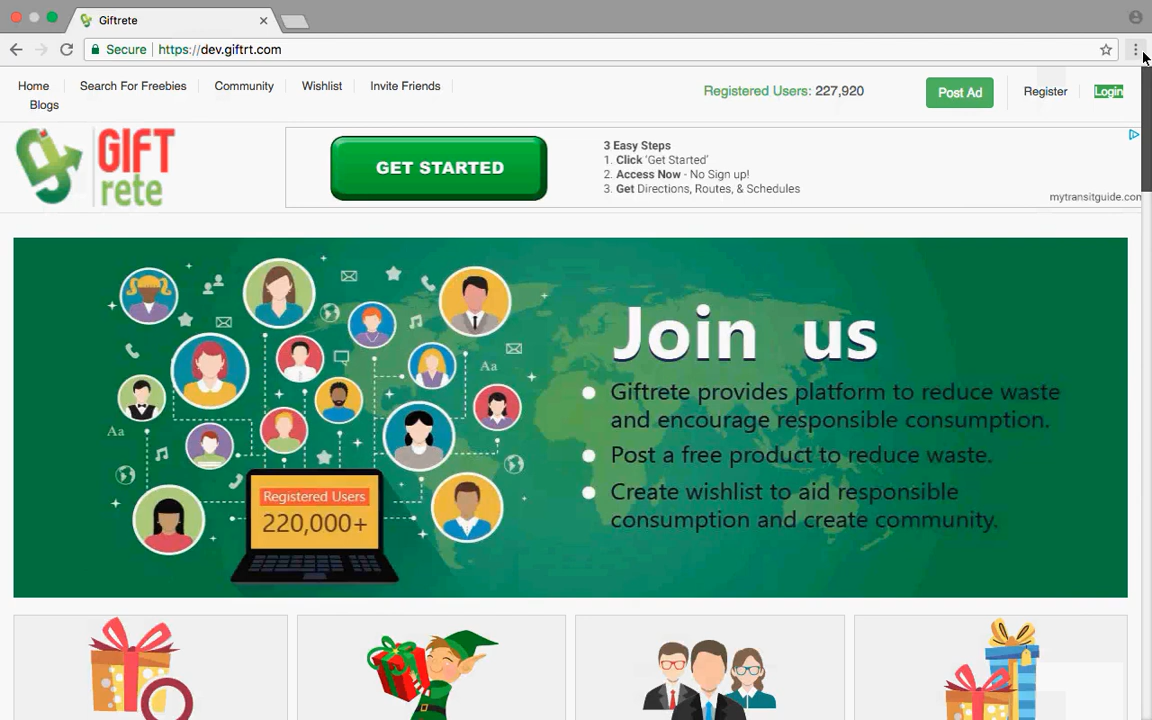 Giftrete
Secure https://dev.giftrt.com
Home Search For Freebies Community Wishlist Invite Friends
Blogs
Registered Users: 227,920
Post Ad
Register
Login
GIFT
rete
GET STARTED
3 Easy Steps
1. Click 'Get Started'
2. Access Now - No Sign up!
3. Get Directions, Routes, & Schedules
mytransitguide.com
Join us
Giftrete provides platform to reduce waste
and encourage responsible consumption.
Post a free product to reduce waste.
Create wishlist to aid responsible
consumption and create community.
Aa
Aa
Registered Users
220,000+